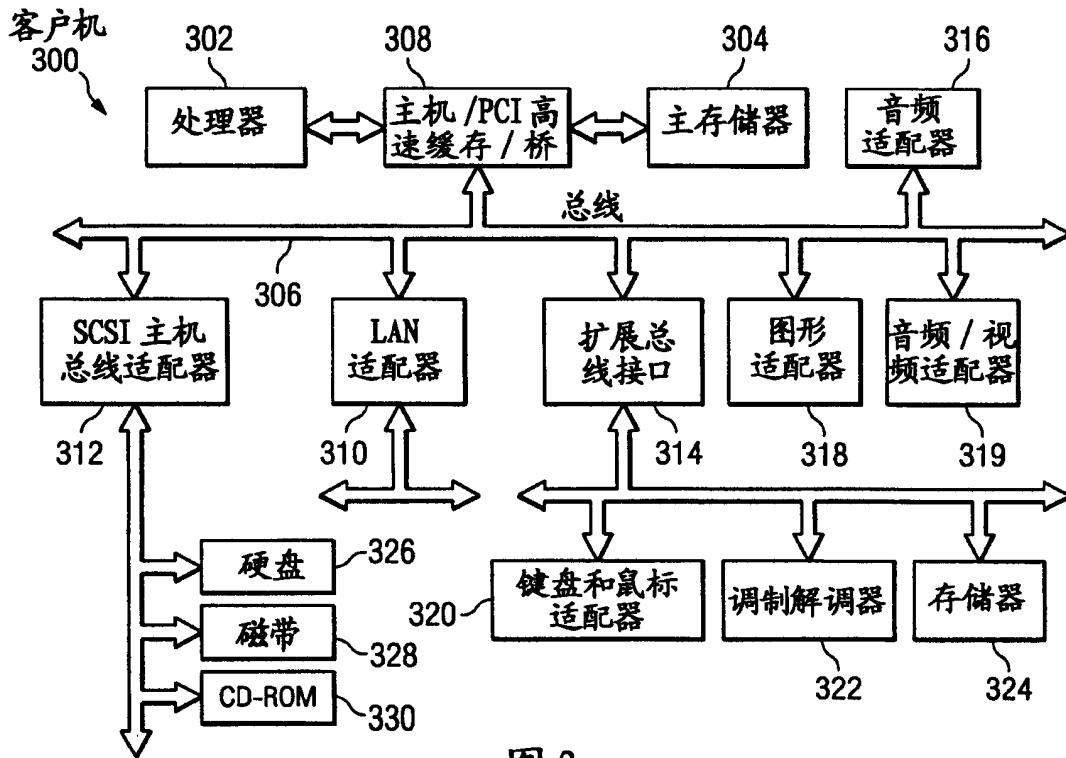 客户机
300
302
308
304
316
处理器
主机/PCI高
速缓存/桥
主存储器
音频
适配器
总线
306
SCSI主机
总线适配器
LAN
适配器
扩展总
线接口
图形
适配器
音频/视
频适配器
312
310
314
318
319
硬盘
326
磁带
328
CD-ROM
330
320
键盘和鼠标
适配器
调制解调器
存储器
322
324